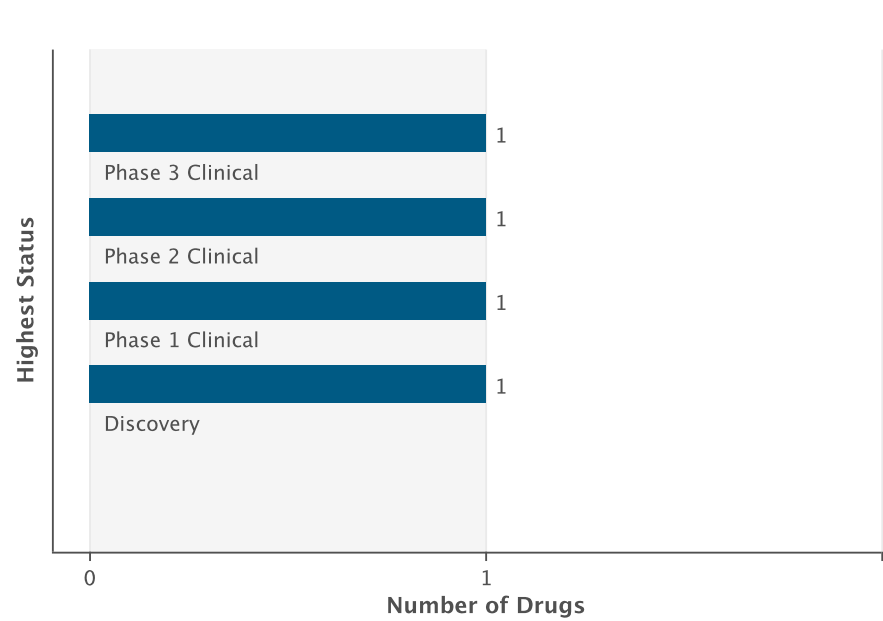 Highest Status
1
Phase 3 Clinical
1
Phase 2 Clinical
1
Phase 1 Clinical
1
Discovery
0 1
Number of Drugs